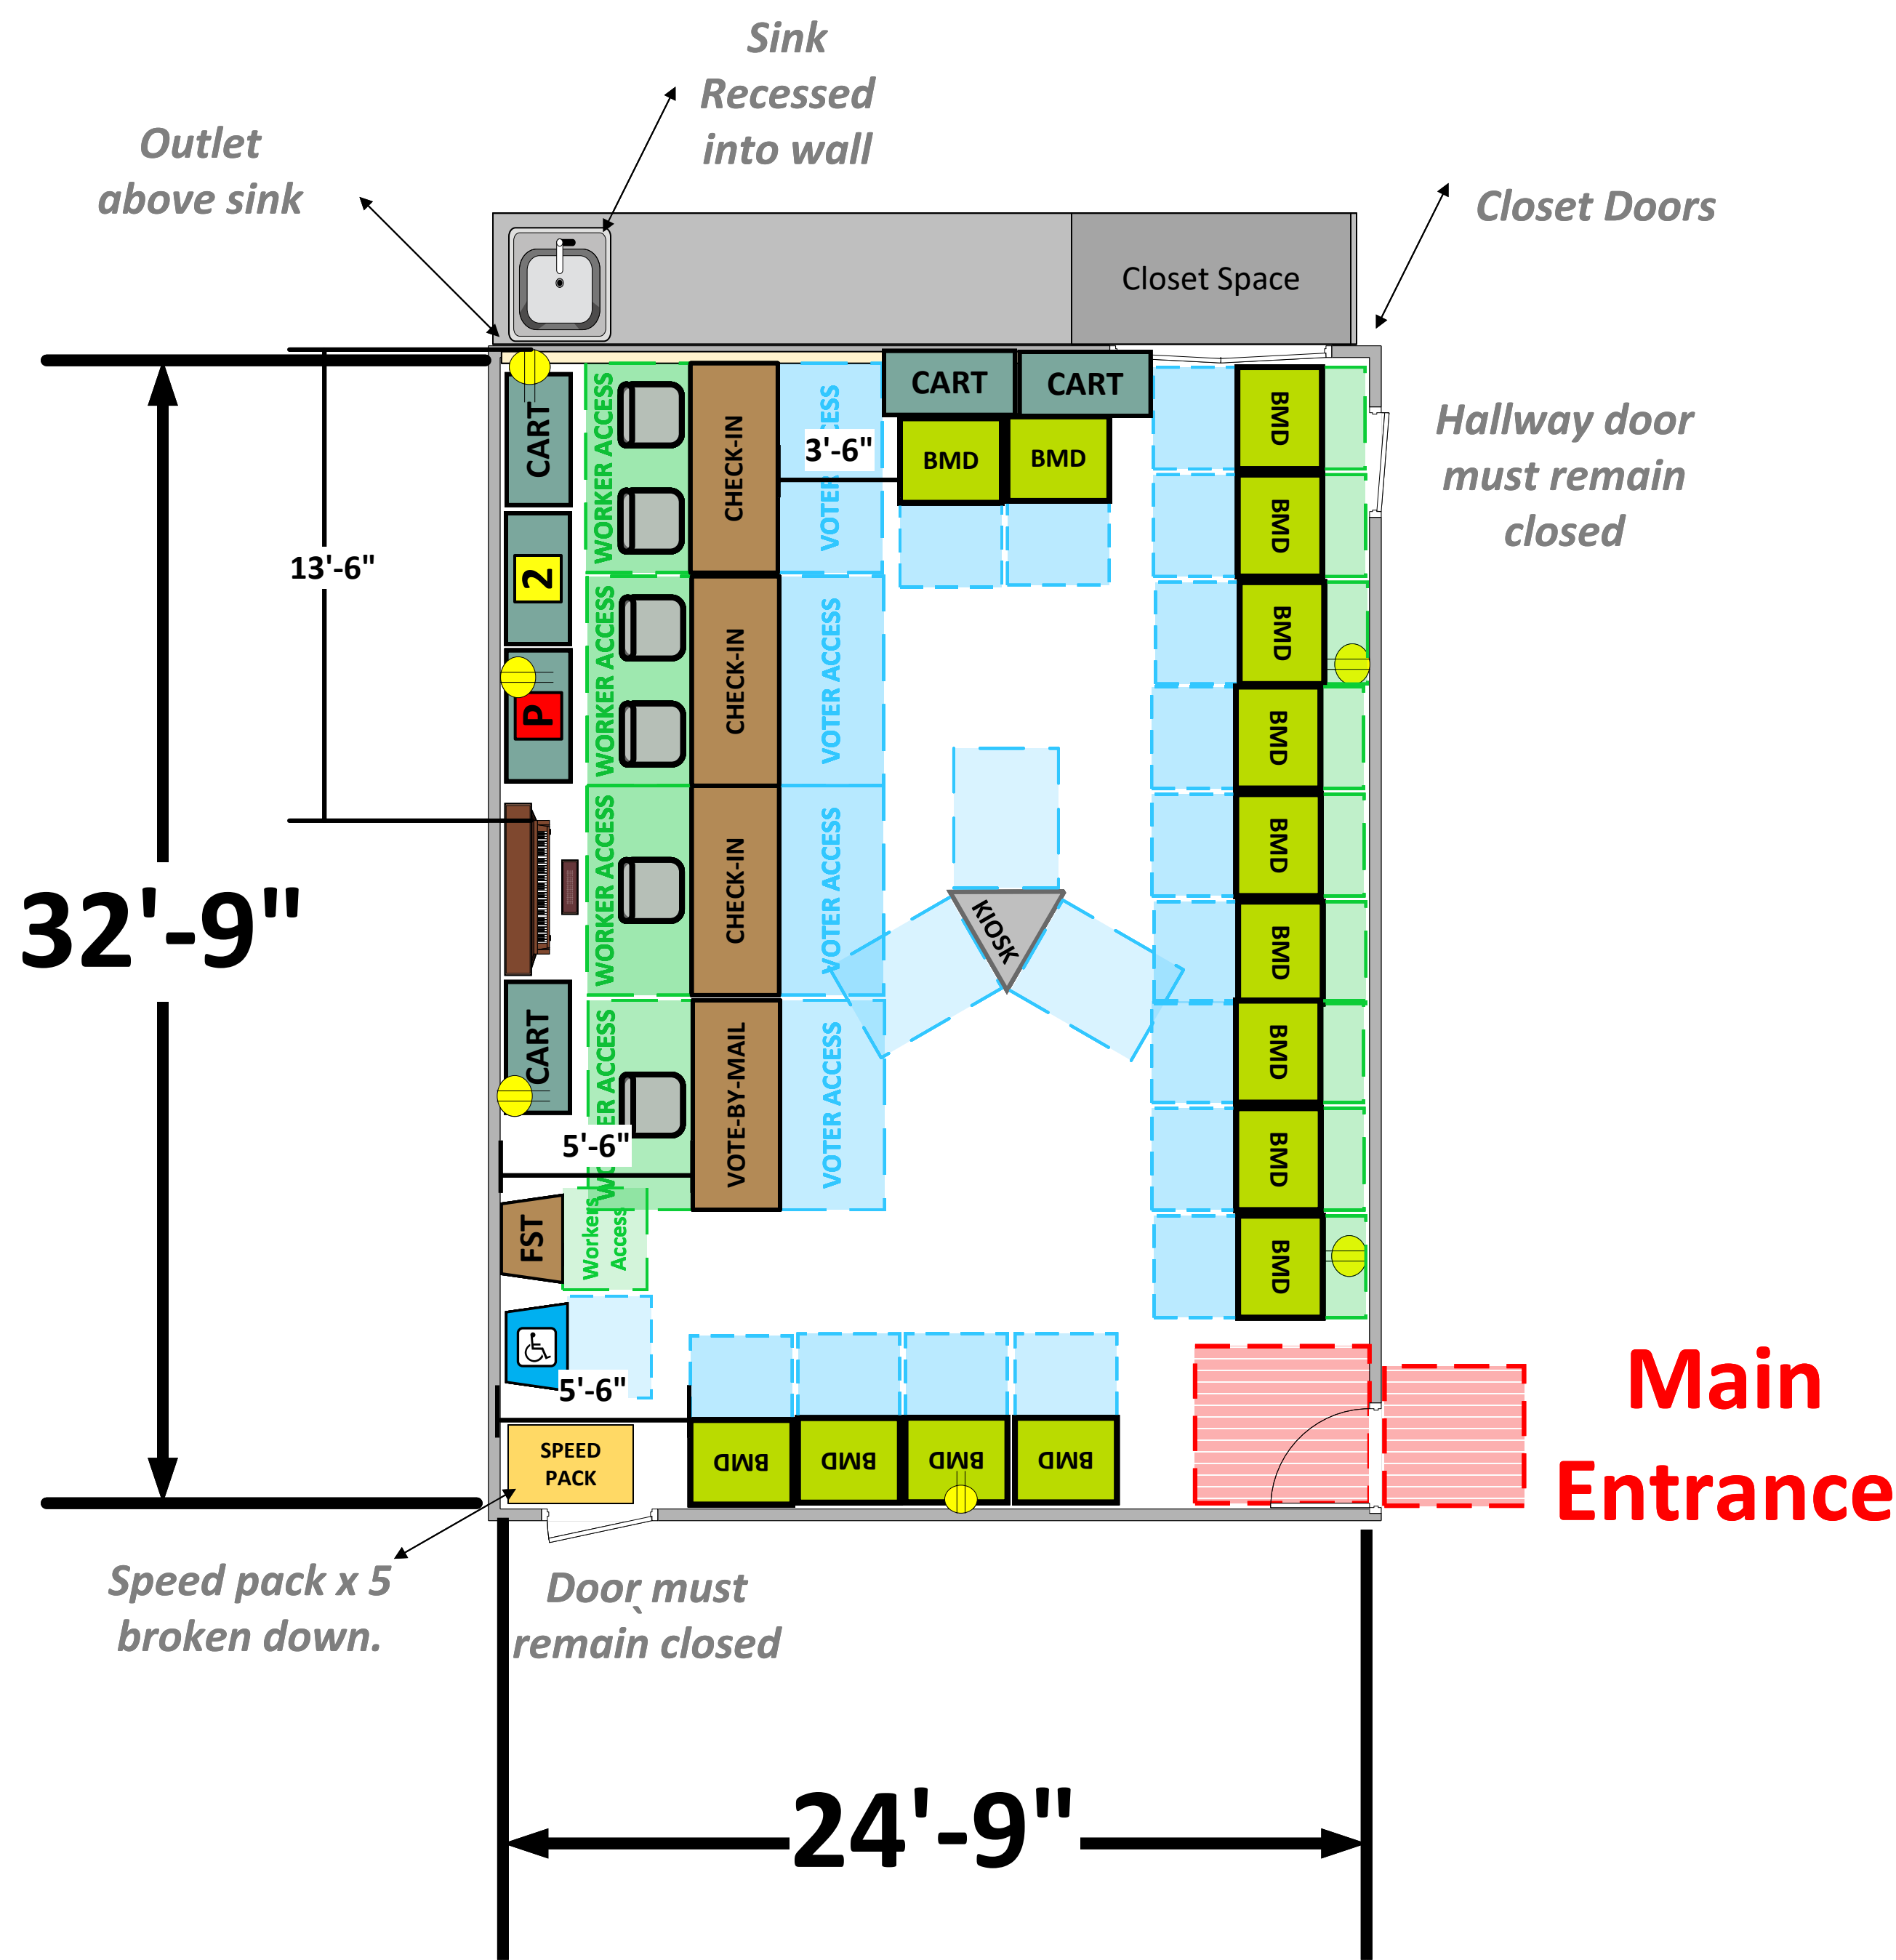 Sink
Recessed
into wall
Outlet
above sink
Closet Doors
Closet Space
Hallway door
must remain
closed
CART
CART
BMD
BMD
3'-6"
CART
2
P
CART
13'-6"
32'-9"
WORKER ACCESS
WORKER ACCESS
WORKER ACCESS
WORKER ACCESS
CHECK-IN
CHECK-IN
CHECK-IN
VOTE-BY-MAIL
VOTER ACCESS
VOTER ACCESS
VOTER ACCESS
VOTER ACCESS
KIOSK
BMD
BMD
BMD
BMD
BMD
BMD
BMD
BMD
BMD
5'-6"
FST
Workers
Access
5'-6"
SPEED
PACK
BMD
BMD
BMD
BMD
Main
Entrance
Speed pack x 5
broken down.
Door must
remain closed
24'-9"